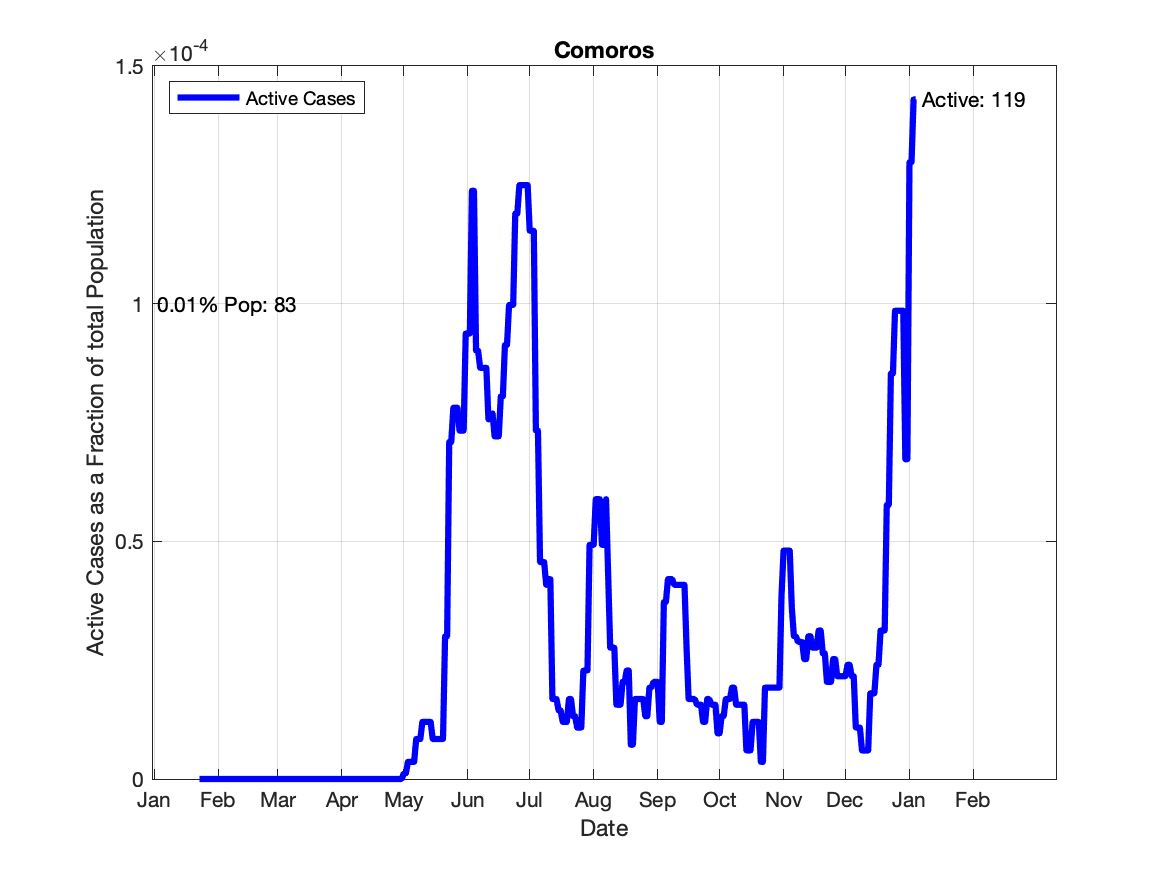 Comoros
×10-4
1.5
Active Cases
Active: 119
1
0.01% Pop: 83
0.5
0
Active Cases as a Fraction of total Population
Jan Feb Mar Apr May Jun Jul Aug Sep Oct Nov Dec Jan Feb
Date